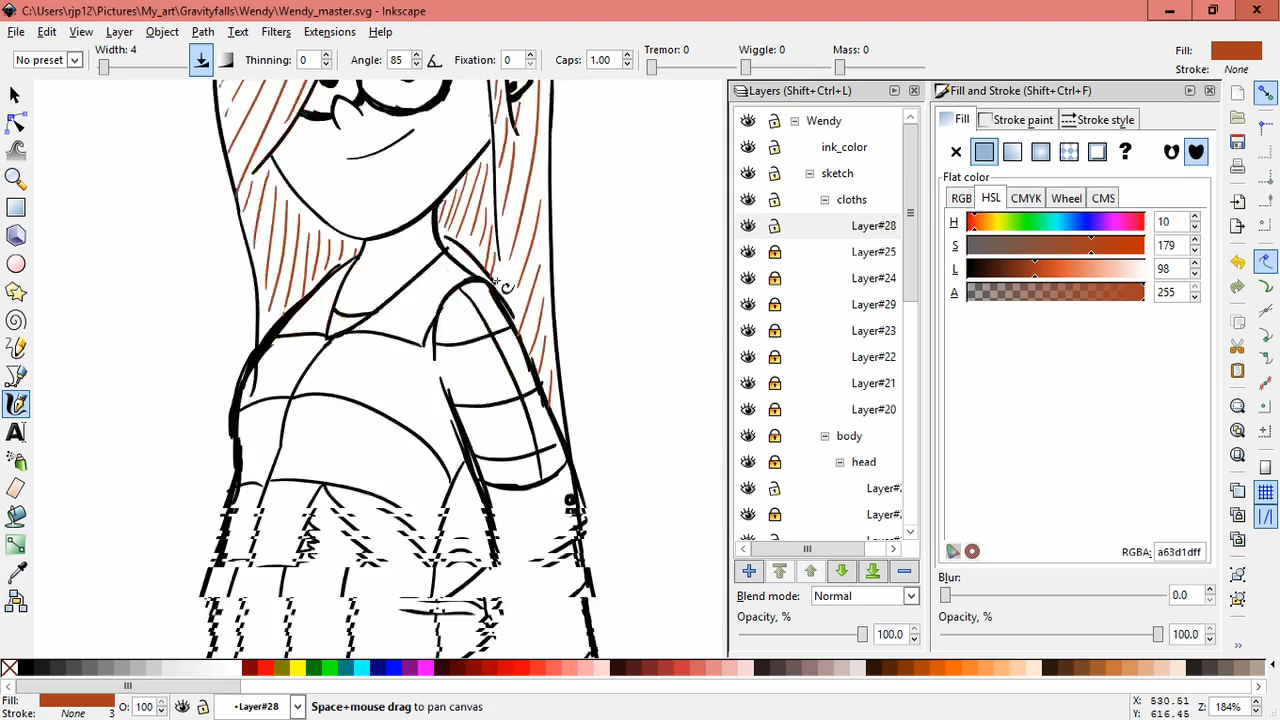 C:\Users\rjp12\Pictures\My_art\Gravityfalls\Wendy\Wendy_master.svg - Inkscape
File Edit View Layer Object Path Text Filters Extensions Help
No preset Width: 4 Thinning: 0 Angle: 85 Fixation: 0 Caps: 1.00 Tremor: 0 Wiggle: 0 Mass: 0 Fill: Stroke: None
Layers (Shift+Ctrl+L)
Wendy
ink_color
sketch
cloths
Layer#28
Layer#25
Layer#24
Layer#29
Layer#23
Layer#22
Layer#21
Layer#20
body
head
Layer#:
Layer#:
Blend mode: Normal
Opacity, %
100.0
Fill and Stroke (Shift+Ctrl+F)
Fill Stroke paint Stroke style
?
Flat color
RGB HSL CMYK Wheel CMS
H 10
S 179
L 98
A 255
RGBA: a63d1dff
Blur:
0.0
Opacity, %
100.0
Fill: Stroke: None 3 O: 100 •Layer#28 Space+mouse drag to pan canvas X: 530.51 Y: 616.45 Z: 184%